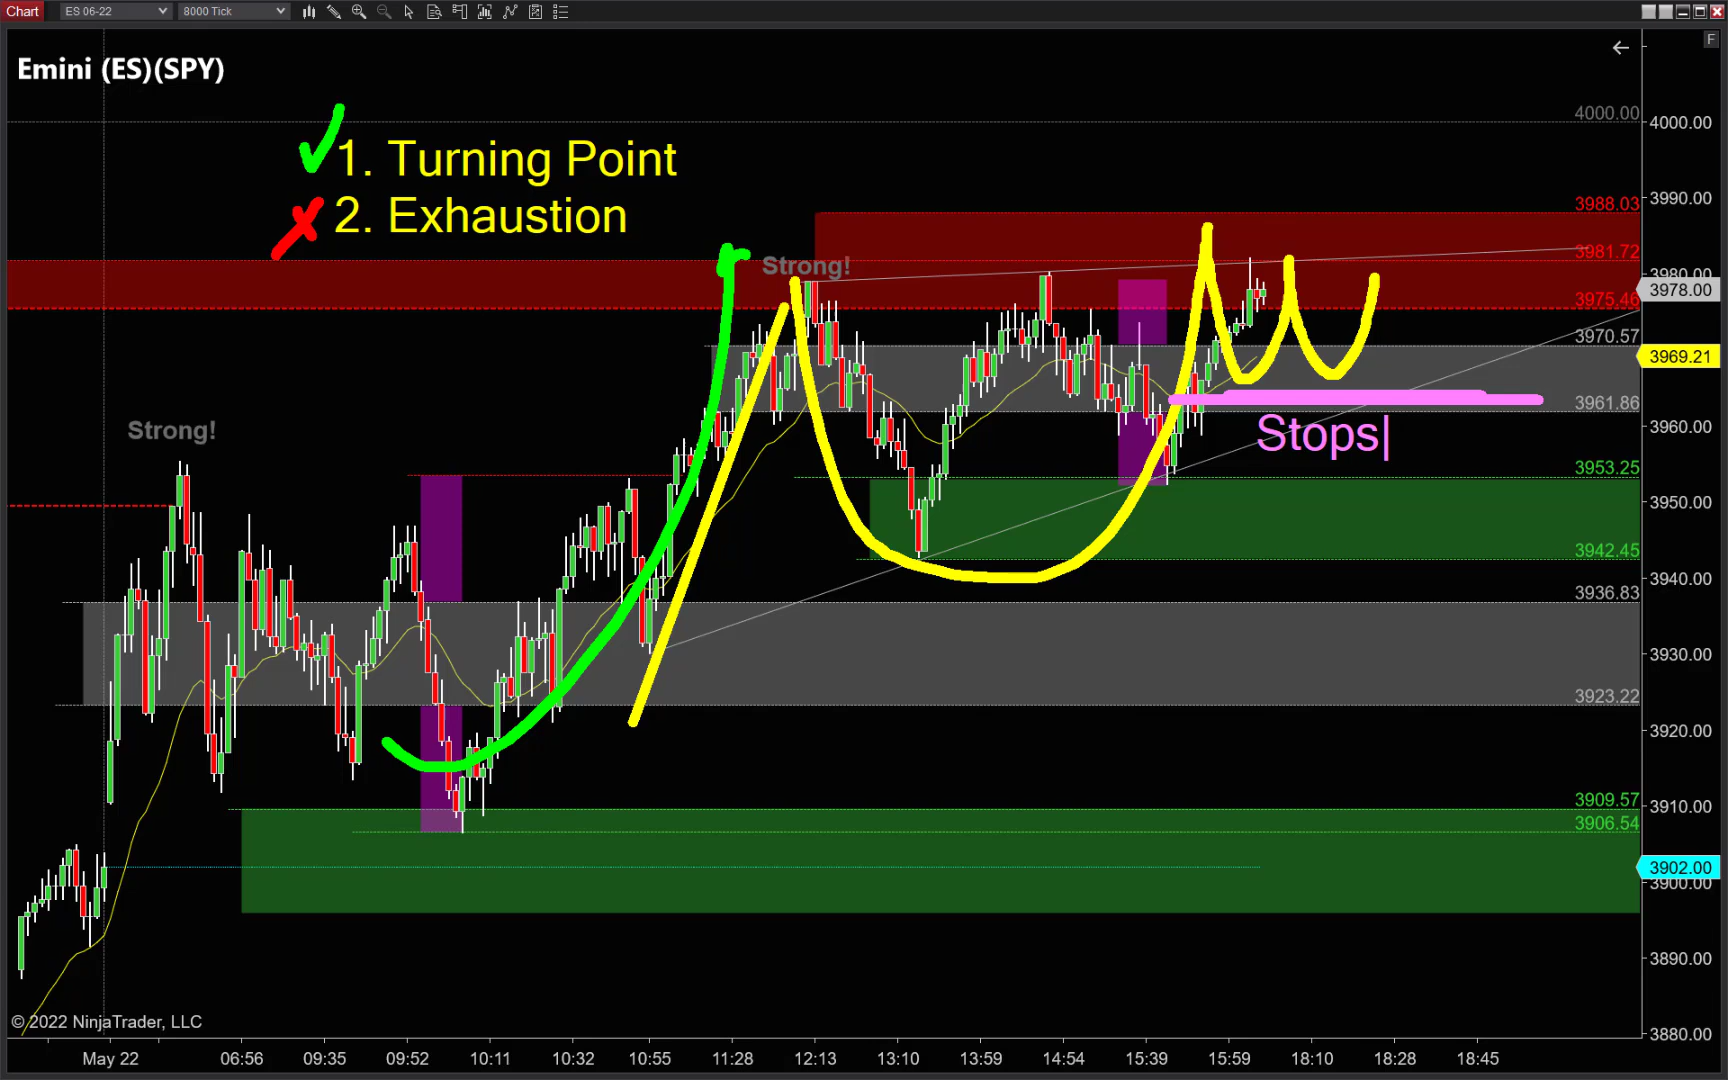 Chart ES 06-22 8000 Tick
F
Emini (ES)(SPY)
4000.00
4000.00
1. Turning Point
3990.00
3988.03
2. Exhaustion
3981.72
Strong!
3980.00
3978.00
3975.46
3970.57
3969.21
3961.86
Strong!
Stops|
3960.00
3953.25
3950.00
3942.45
3940.00
3936.83
3930.00
3923.22
3920.00
3909.57
3910.00
3906.54
3902.00
3900.00
3890.00
© 2022 NinjaTrader, LLC
3880.00
May 22 06:56 09:35 09:52 10:11 10:32 10:55 11:28 12:13 13:10 13:59 14:54 15:39 15:59 18:10 18:28 18:45